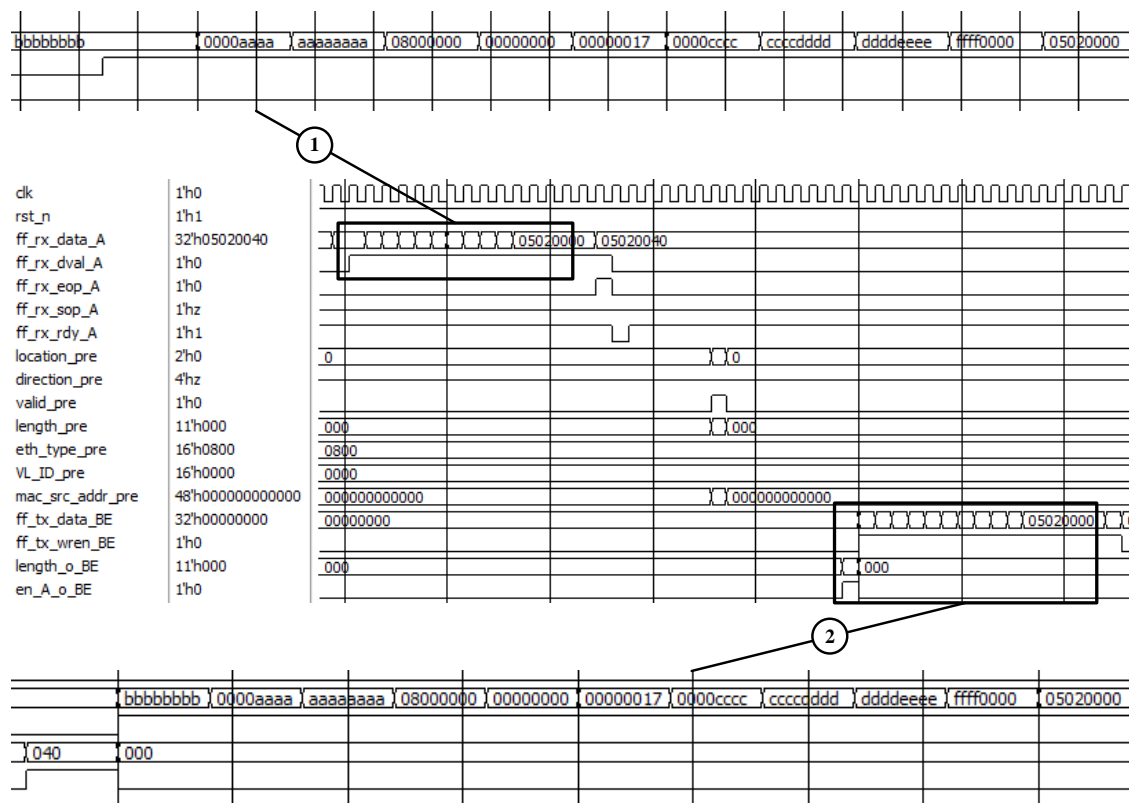 bbbbbbbb 0000aaaa aaaaaaaa 08000000 00000000 00000017 0000cccc ccccdddd ddddeeee ffff0000 05020000
1
clk 1'h0
rst_n 1'h1
ff_rx_data_A 32'h05020040 05020000 05020040
ff_rx_dval_A 1'h0
ff_rx_eop_A 1'h0
ff_rx_sop_A 1'hz
ff_rx_rdy_A 1'h1
location_pre 2'h0 0 0
direction_pre 4'hz
valid_pre 1'h0
length_pre 11'h000 000 000
eth_type_pre 16'h0800 0800
VL_ID_pre 16'h0000 0000
mac_src_addr_pre 48'h000000000000 000000000000 000000000000
ff_tx_data_BE 32'h00000000 00000000 05020000
ff_tx_wren_BE 1'h0
length_o_BE 11'h000 000 000
en_A_o_BE 1'h0
2
bbbbbbbb 0000aaaa aaaaaaaa 08000000 00000000 00000017 0000cccc ccccdddd ddddeeee ffff0000 05020000
040 000